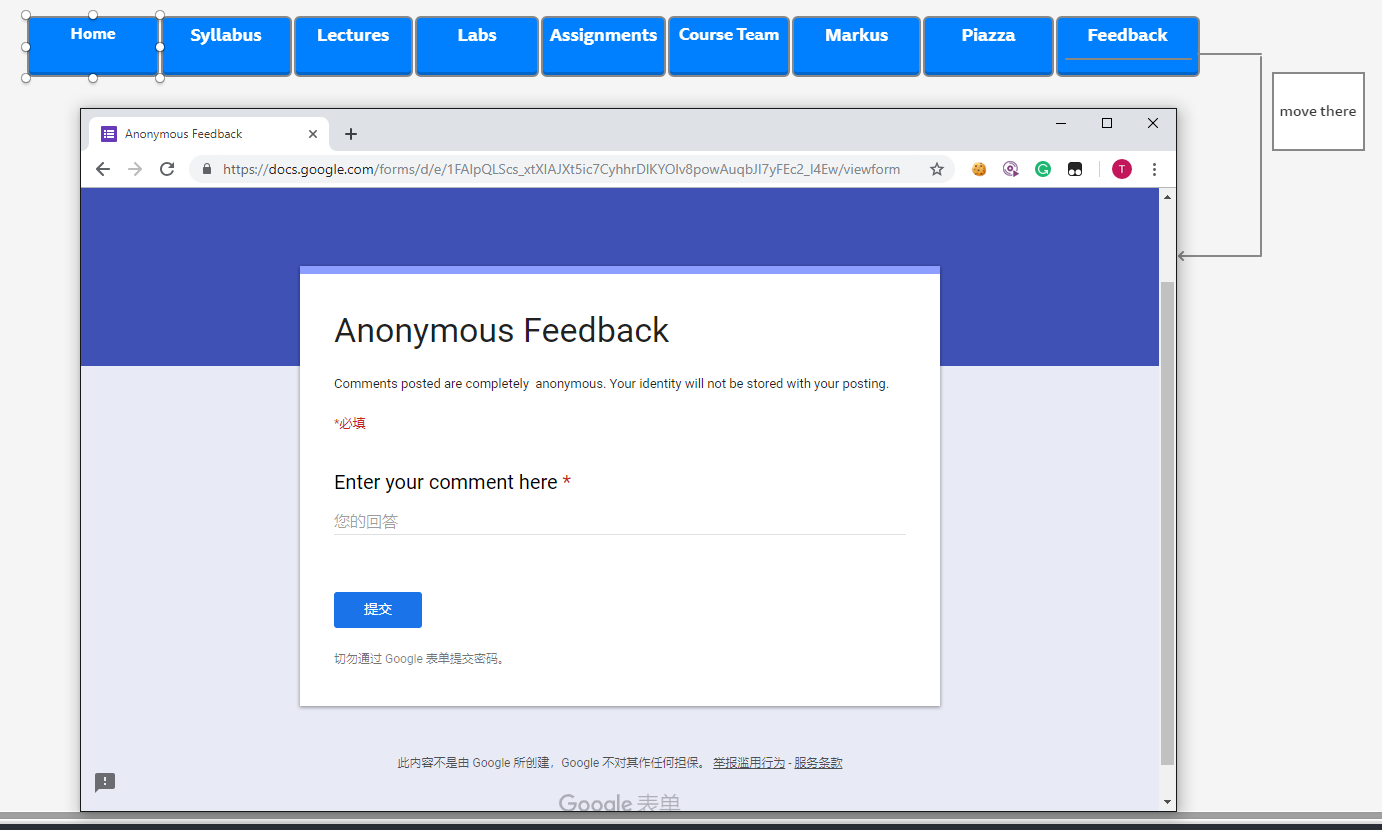 Home Syllabus Lectures Labs Assignments Course Team Markus Piazza Feedback
move there
Anonymous Feedback
https://docs.google.com/forms/d/e/1FAIpQLScs_xtXIAJXt5ic7CyhhrDlKYOlv8powAuqbJI7yFEc2_I4Ew/viewform
T
Anonymous Feedback
Comments posted are completely anonymous. Your identity will not be stored with your posting.
*必填
Enter your comment here *
您的回答
提交
切勿通过 Google 表单提交密码。
此内容不是由 Google 所创建，Google 不对其作任何担保。 举报滥用行为 - 服务条款
Google 表单